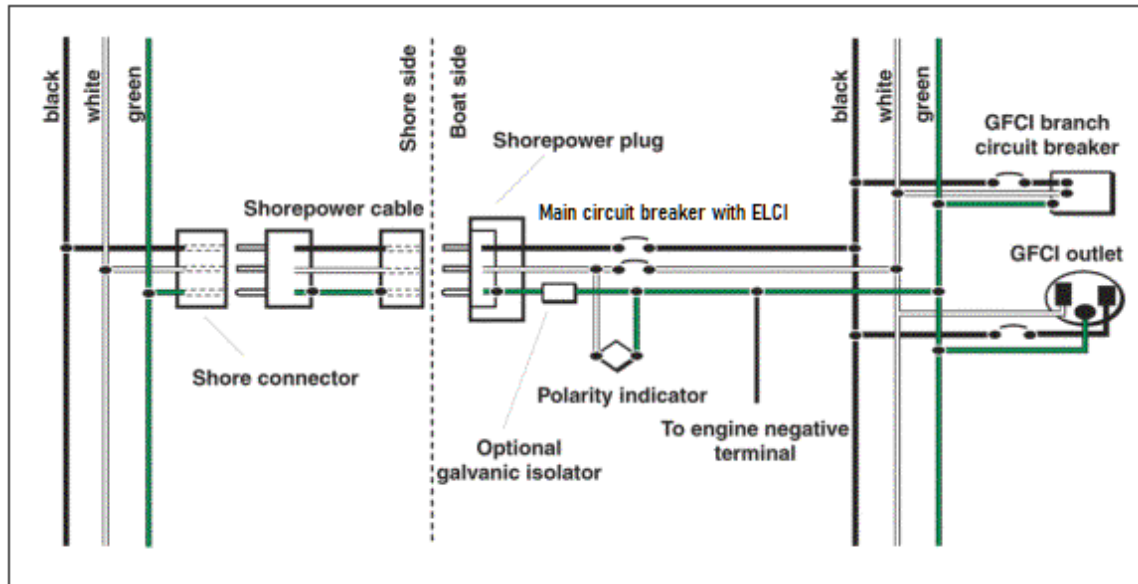 black
white
green
Shore side
Boat side
black
white
green
GFCI branch
circuit breaker
Shorepower plug
Shorepower cable
Main circuit breaker with ELCI
GFCI outlet
Shore connector
Polarity indicator
To engine negative
terminal
Optional
galvanic isolator